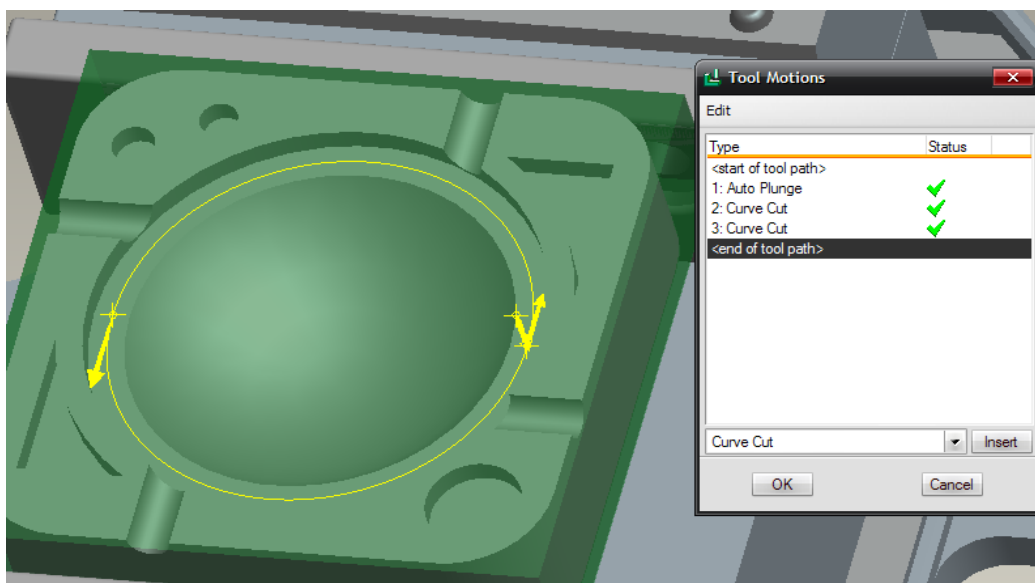 Tool Motions
Edit
Type Status
<start of tool path>
1: Auto Plunge
2: Curve Cut
3: Curve Cut
<end of tool path>
Curve Cut Insert
OK Cancel